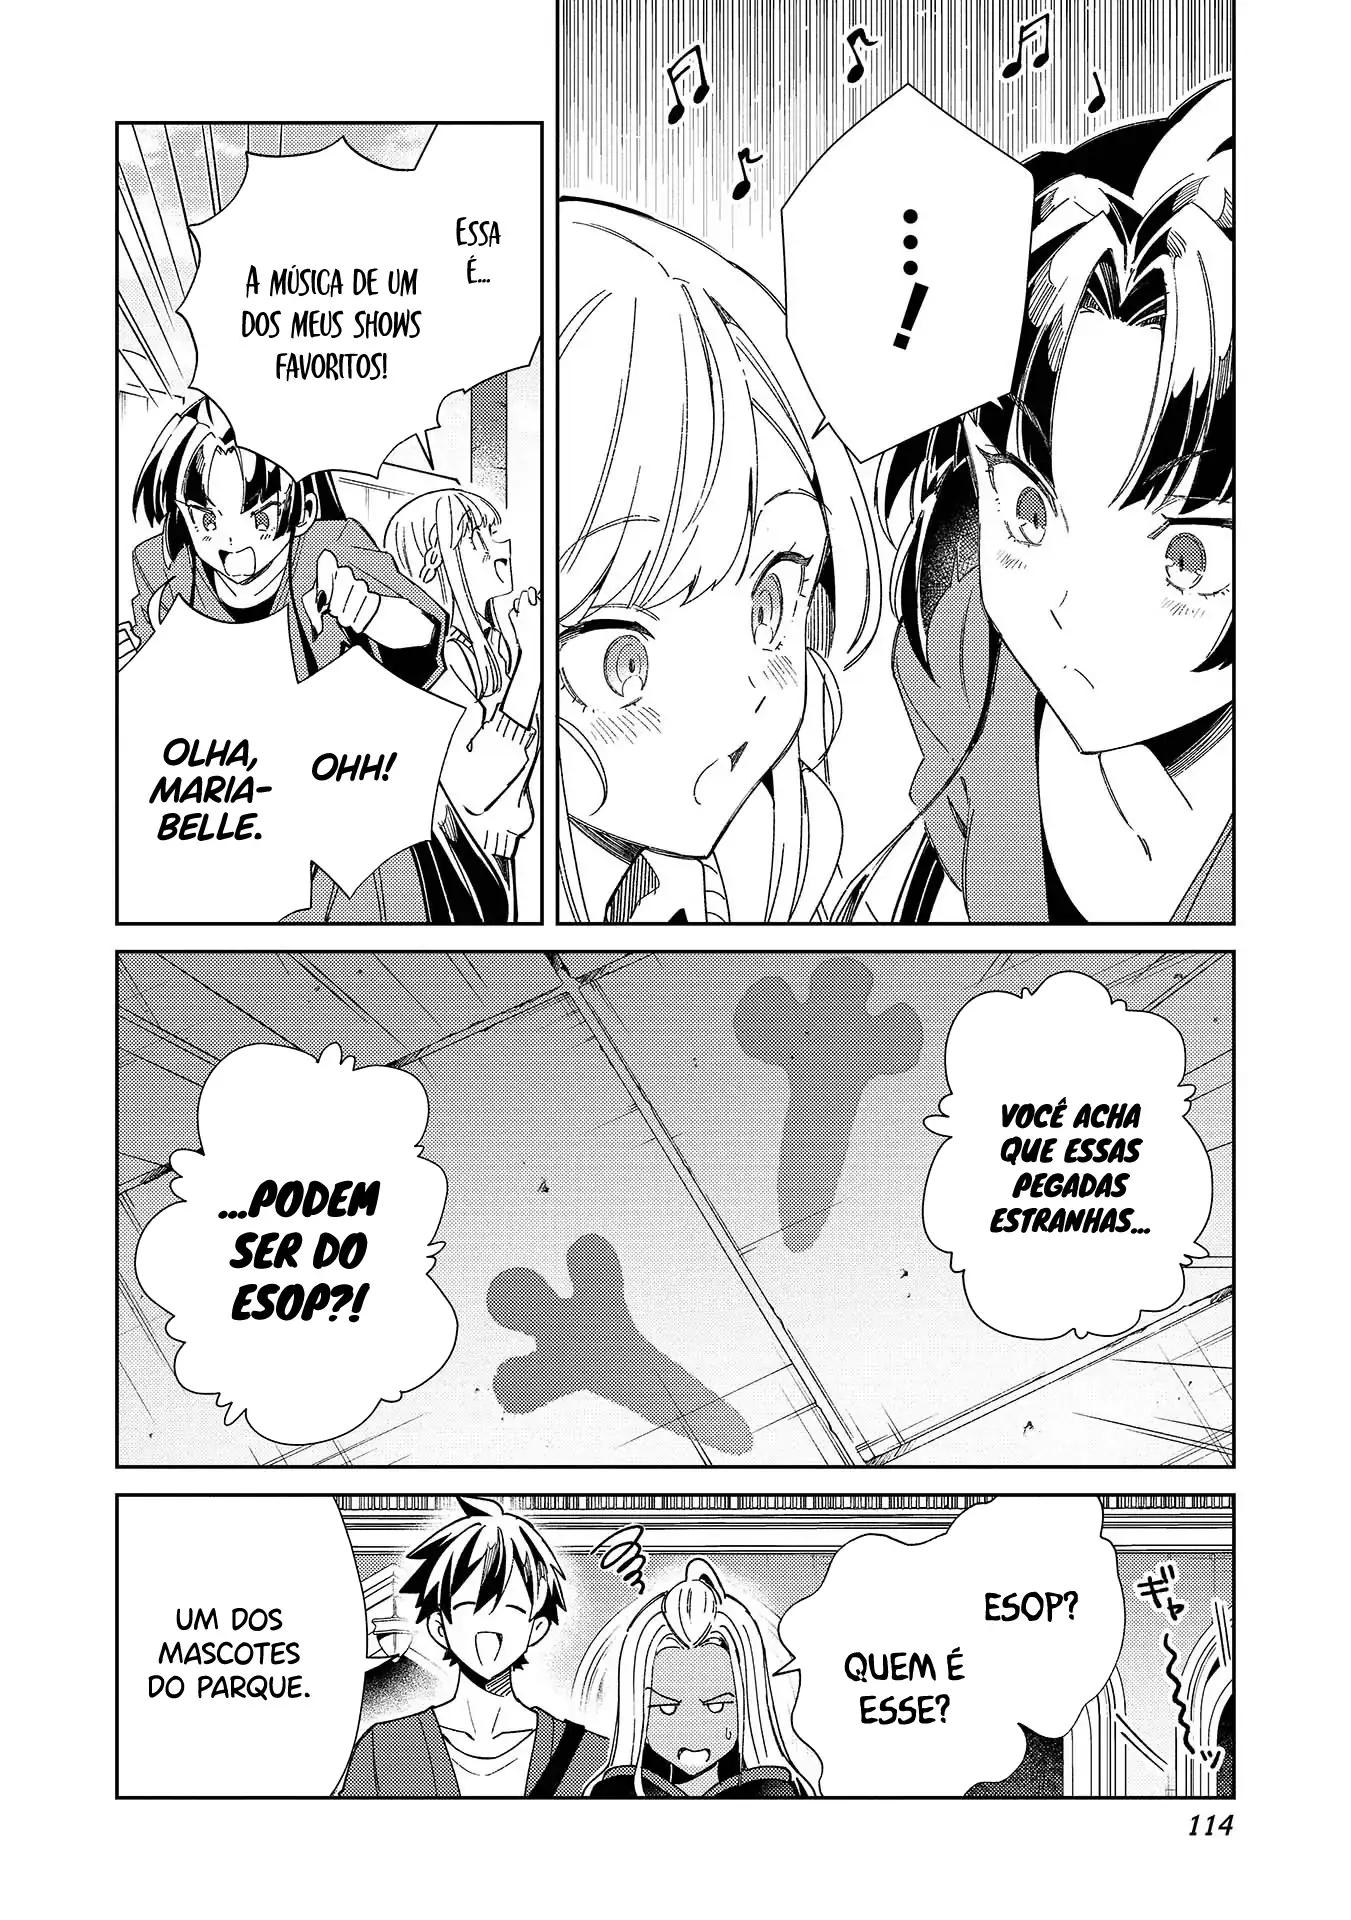 ...!
ESSA
É...
A MÚSICA DE UM
DOS MEUS SHOWS
FAVORITOS!
OHH!
OLHA,
MARIA-
BELLE.
VOCÊ ACHA
QUE ESSAS
PEGADAS
ESTRANHAS...
...PODEM
SER DO
ESOP?!
ESOP?
QUEM É
ESSE?
ギャーッ
UM DOS
MASCOTES
DO PARQUE.
114